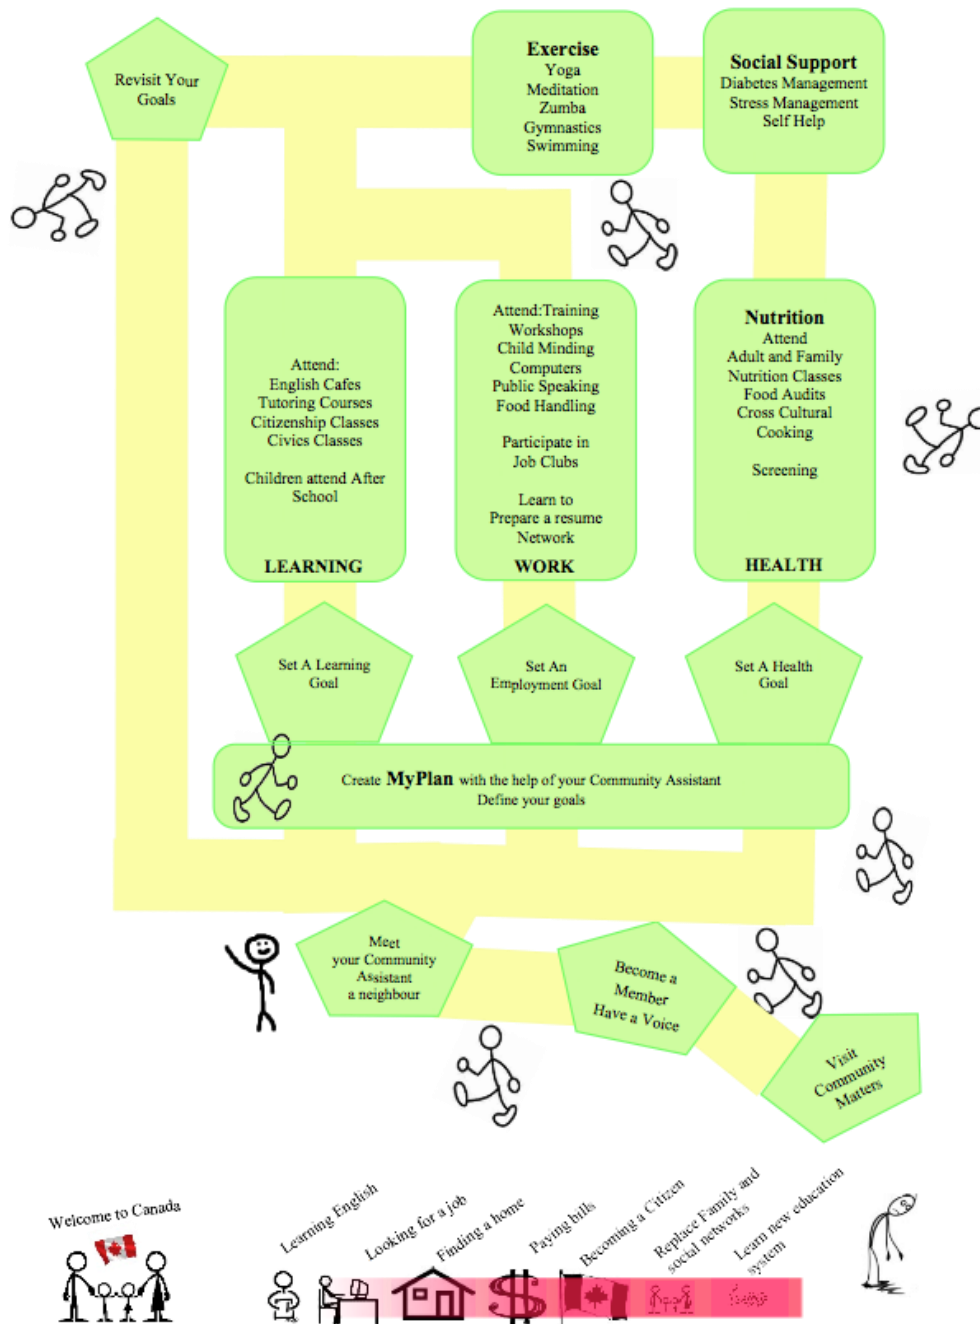 Revisit Your
Goals
Exercise
Yoga
Meditation
Zumba
Gymnastics
Swimming
Social Support
Diabetes Management
Stress Management
Self Help
Attend:
English Cafes
Tutoring Courses
Citizenship Classes
Civics Classes
Children attend After
School
LEARNING
Attend:Training
Workshops
Child Minding
Computers
Public Speaking
Food Handling
Participate in
Job Clubs
Learn to
Prepare a resume
Network
WORK
Nutrition
Attend
Adult and Family
Nutrition Classes
Food Audits
Cross Cultural
Cooking
Screening
HEALTH
Set A Learning
Goal
Set An
Employment Goal
Set A Health
Goal
Create MyPlan with the help of your Community Assistant
Define your goals
Meet
your Community
Assistant
a neighbour
Become a
Member
Have a Voice
Visit
Community
Matters
Welcome to Canada
Learning English
Looking for a job
Finding a home
Paying bills
Becoming a Citizen
Replace Family and
social networks
Learn new education
system